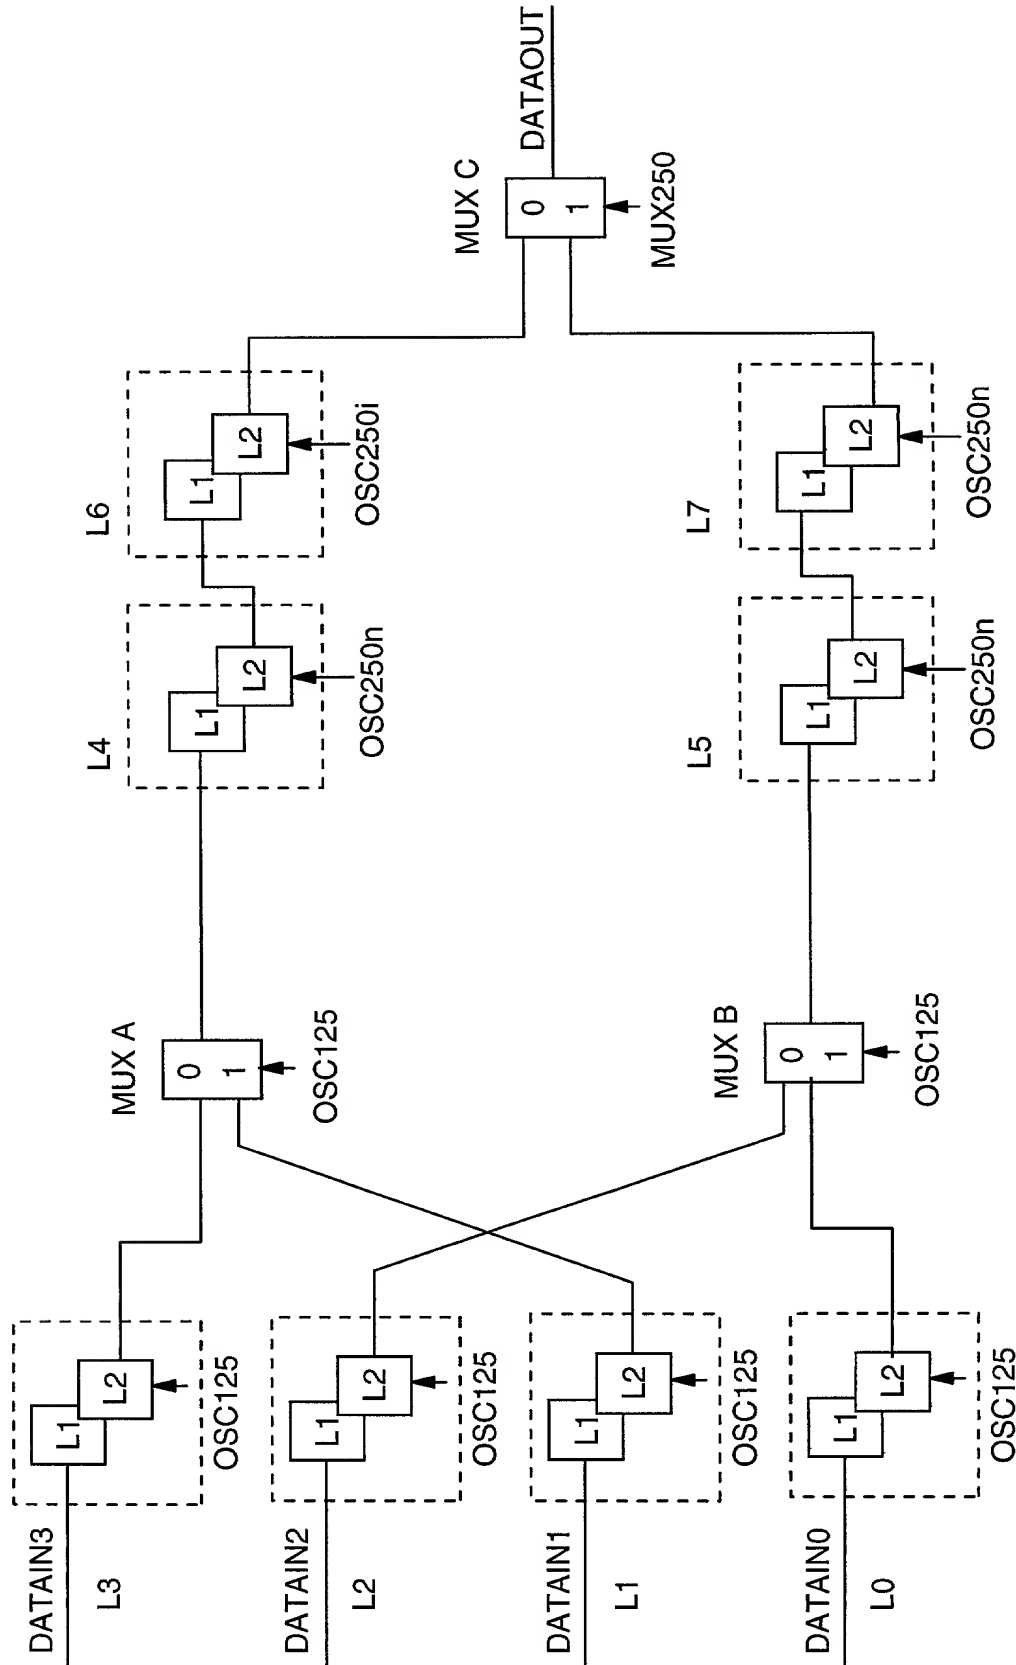 DATAIN3
L3
L1
L2
OSC125
DATAIN2
L2
L1
L2
OSC125
DATAIN1
L1
L1
L2
OSC125
DATAIN0
L0
L1
L2
OSC125
MUX A
0
1
OSC125
MUX B
0
1
OSC125
L4
L1
L2
OSC250n
L5
L1
L2
OSC250n
L6
L1
L2
OSC250i
L7
L1
L2
OSC250n
MUX C
0
1
MUX250
DATAOUT